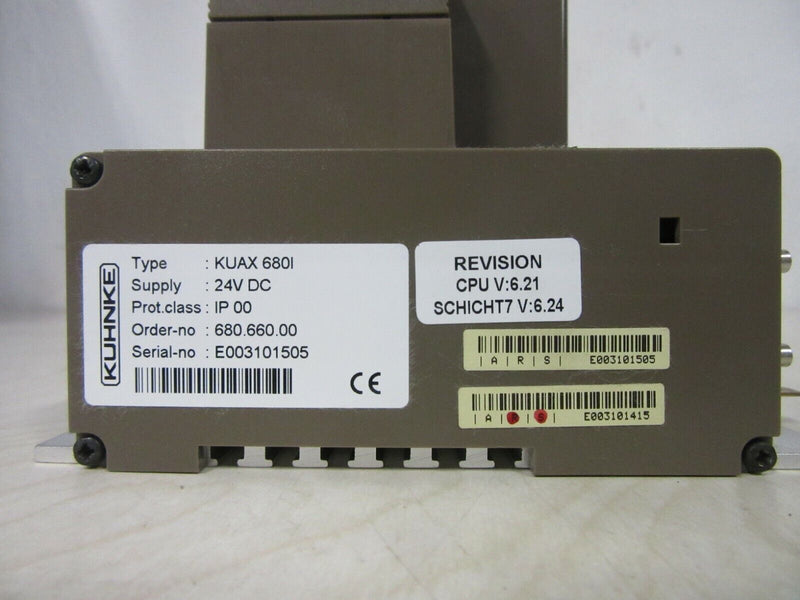 KUHNKE
Type : KUAX 680I
Supply : 24V DC
Prot.class : IP 00
Order-no : 680.660.00
Serial-no : E003101505
CE
REVISION
CPU V:6.21
SCHICHT7 V:6.24
| A | R | S | E003101505
| A | R | S | E003101415